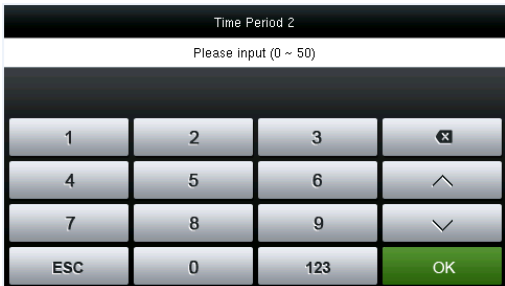 Time Period 2
Please input (0 ~ 50)
1 2 3
4 5 6
7 8 9
ESC 0 123 OK